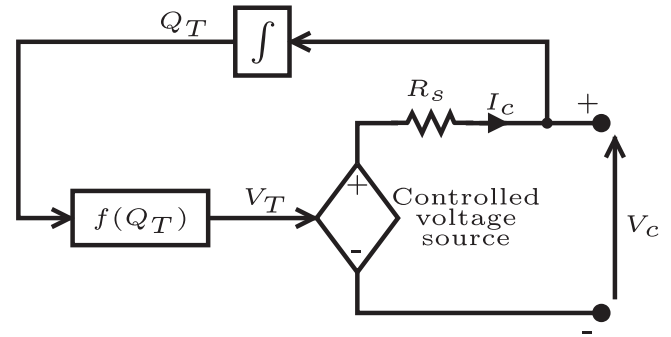 Q_T
∫
R_s
I_c
+
f(Q_T)
V_T
+
Controlled
voltage
source
-
V_c
-